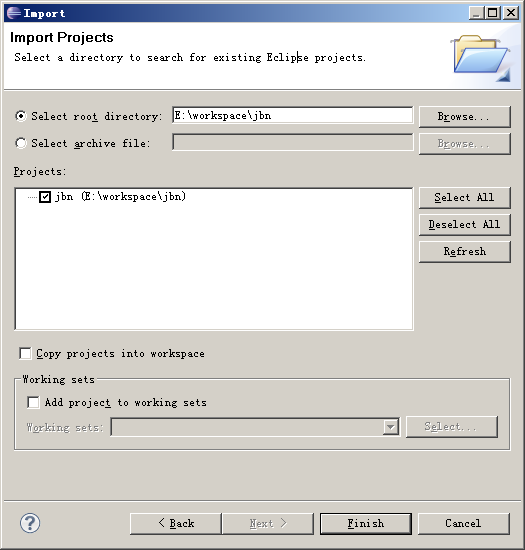 Import
Import Projects
Select a directory to search for existing Eclipse projects.
Select root directory: E:\workspace\jbn Browse...
Select archive file: Browse...
Projects:
jbn (E:\workspace\jbn)
Select All
Deselect All
Refresh
Copy projects into workspace
Working sets
Add project to working sets
Working sets: Select...
? < Back Next > Finish Cancel